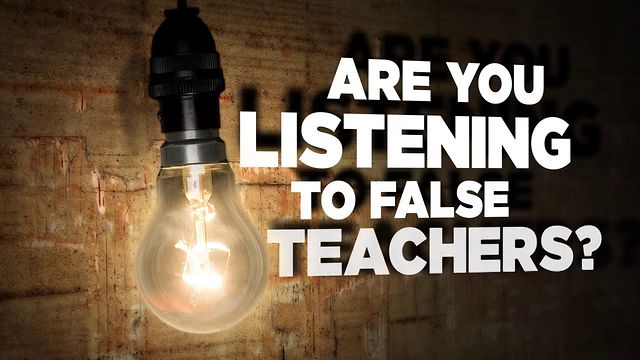 ARE YOU
LISTENING
TO FALSE
TEACHERS?